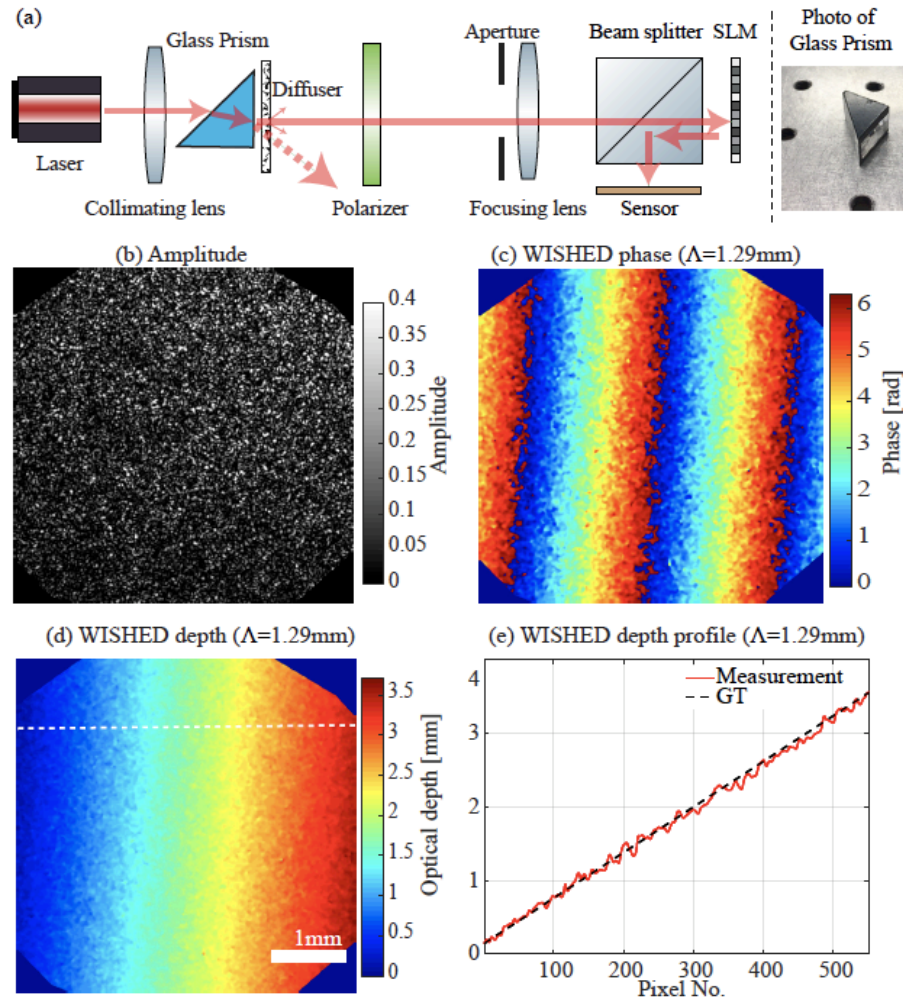 (a)
Glass Prism
Diffuser
Aperture
Beam splitter
SLM
Photo of
Glass Prism
Laser
Collimating lens
Polarizer
Focusing lens
Sensor
(b) Amplitude
0.4
0.35
0.3
0.25
0.2
0.15
0.1
0.05
0
Amplitude
(c) WISHED phase (Λ=1.29mm)
6
5
4
3
2
1
0
Phase [rad]
(d) WISHED depth (Λ=1.29mm)
3.5
3
2.5
2
1.5
1
0.5
0
Optical depth [mm]
1mm
(e) WISHED depth profile (Λ=1.29mm)
Measurement
GT
4
3
2
1
0
100
200
300
400
500
Pixel No.